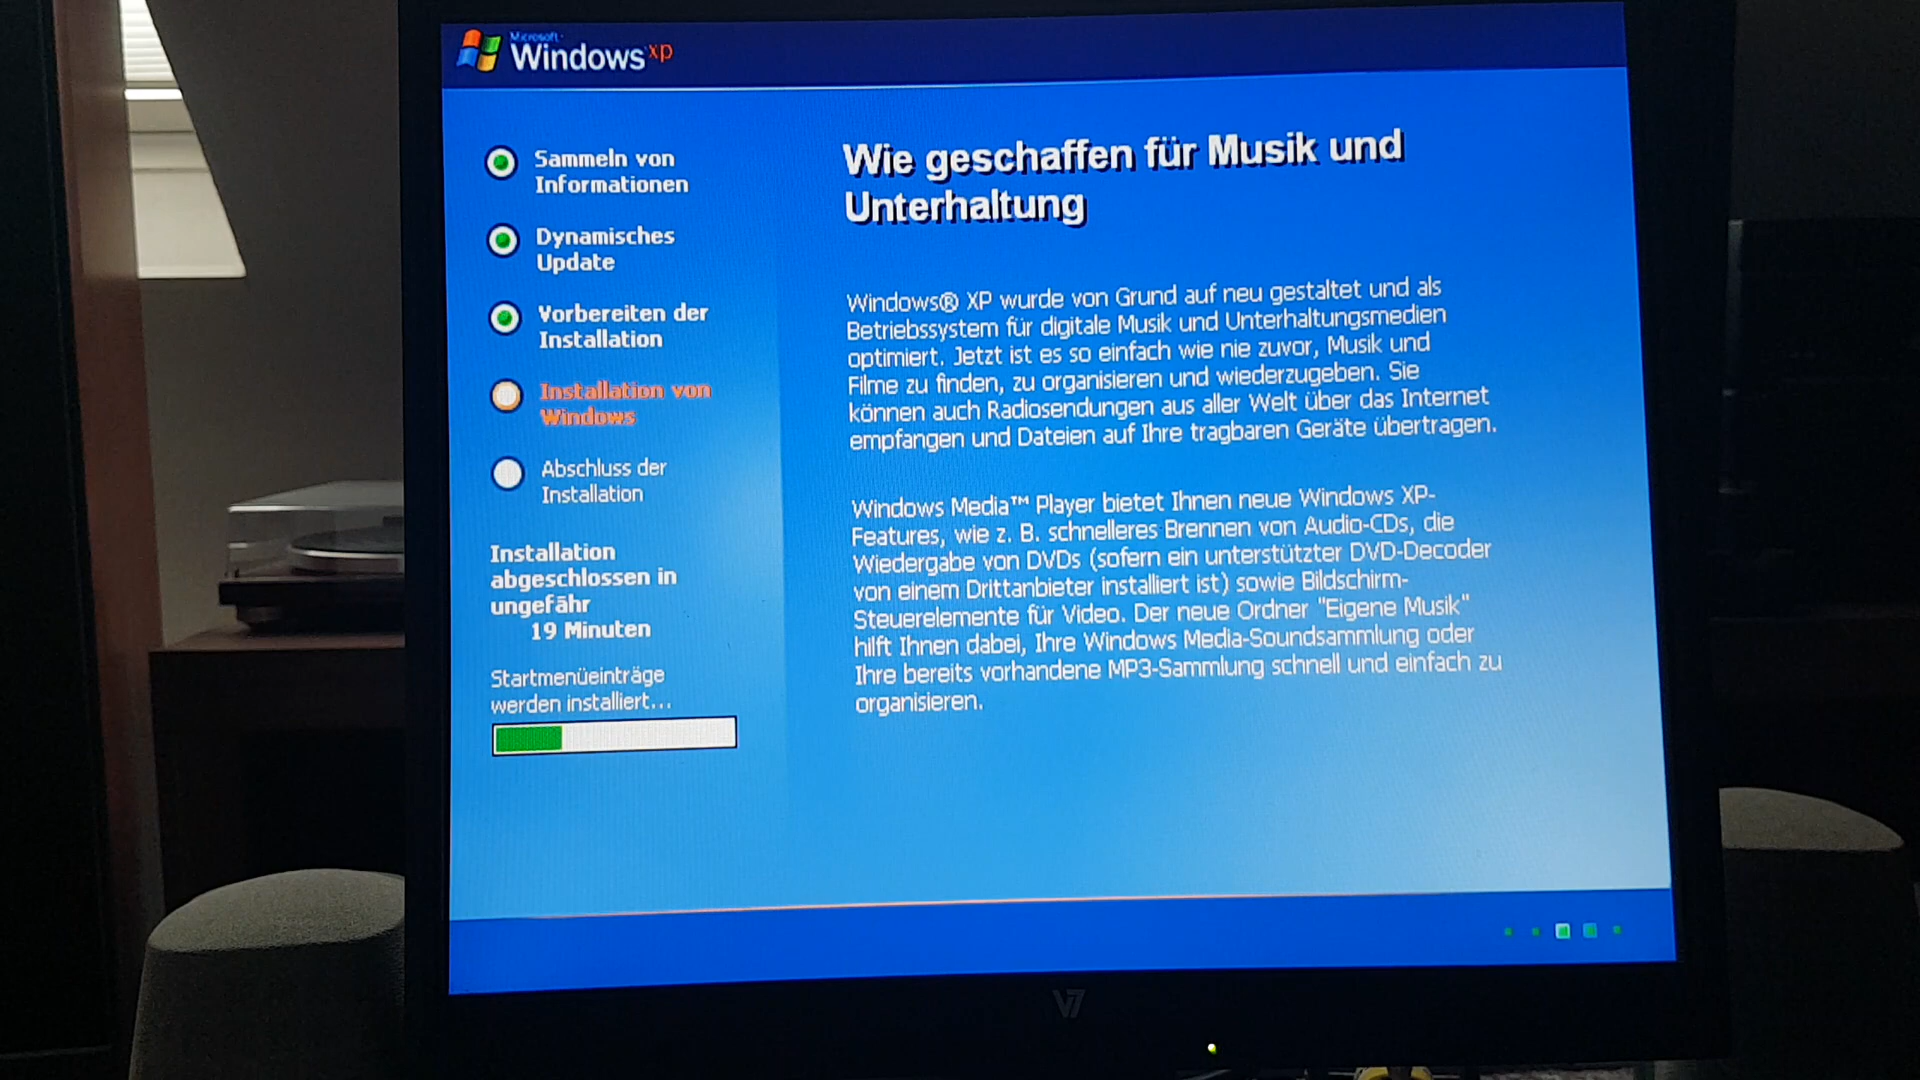 Microsoft
Windows xp
Sammeln von
Informationen
Dynamisches
Update
Vorbereiten der
Installation
Installation von
Windows
Abschluss der
Installation
Installation
abgeschlossen in
ungefähr
19 Minuten
Startmenüeinträge
werden installiert...
Wie geschaffen für Musik und
Unterhaltung
Windows® XP wurde von Grund auf neu gestaltet und als
Betriebssystem für digitale Musik und Unterhaltungsmedien
optimiert. Jetzt ist es so einfach wie nie zuvor, Musik und
Filme zu finden, zu organisieren und wiederzugeben. Sie
können auch Radiosendungen aus aller Welt über das Internet
empfangen und Dateien auf Ihre tragbaren Geräte übertragen.
Windows Media™ Player bietet Ihnen neue Windows XP-
Features, wie z. B. schnelleres Brennen von Audio-CDs, die
Wiedergabe von DVDs (sofern ein unterstützter DVD-Decoder
von einem Drittanbieter installiert ist) sowie Bildschirm-
Steuerelemente für Video. Der neue Ordner "Eigene Musik"
hilft Ihnen dabei, Ihre Windows Media-Soundsammlung oder
Ihre bereits vorhandene MP3-Sammlung schnell und einfach zu
organisieren.
V7